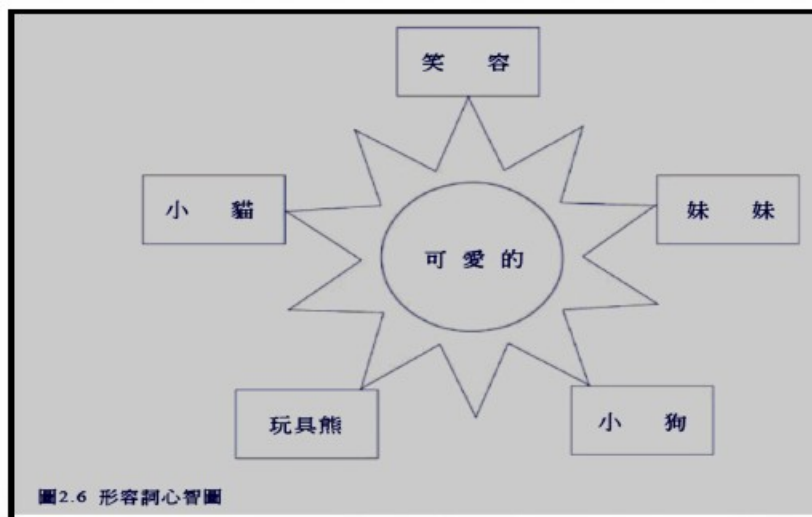 笑 容
小 貓
妹 妹
可愛的
玩具熊
小 狗
圖2.6 形容詞心智圖